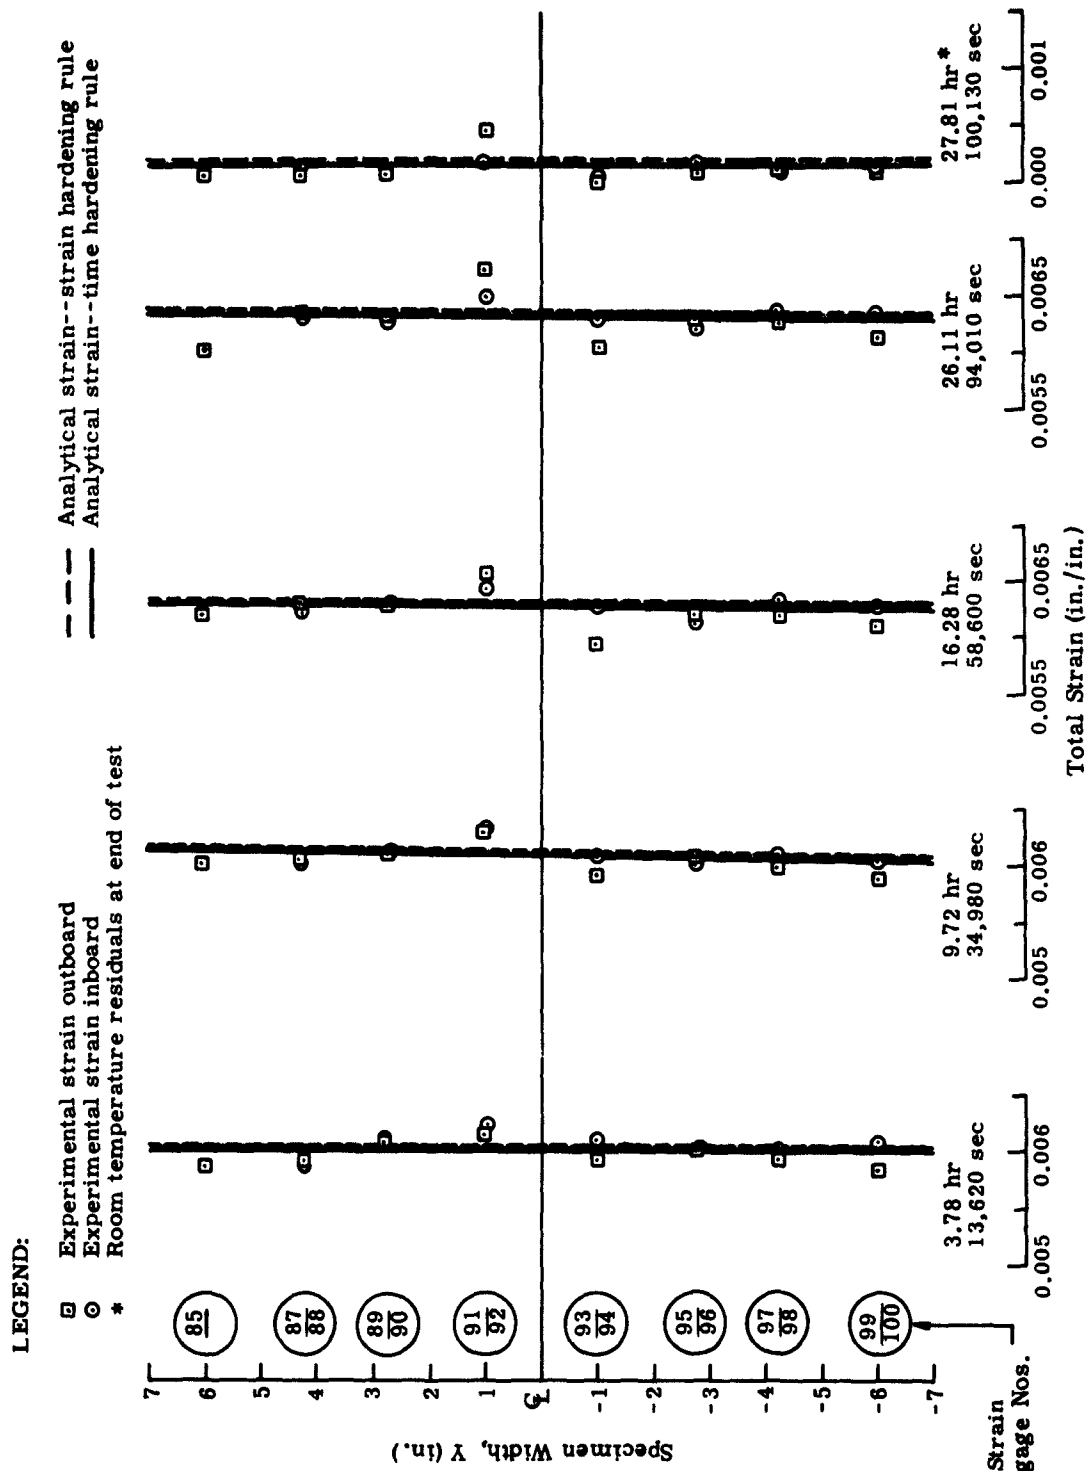 LEGEND:
Experimental strain outboard
Experimental strain inboard
* Room temperature residuals at end of test
Analytical strain--strain hardening rule
Analytical strain--time hardening rule
Specimen Width, Y (in.)
7
6
5
4
3
2
1
℄
-1
-2
-3
-4
-5
-6
-7
85
87
88
89
90
91
92
93
94
95
96
97
98
99
100
Strain
gage Nos.
3.78 hr
13,620 sec
0.005 0.006
9.72 hr
34,980 sec
0.005 0.006
16.28 hr
58,600 sec
0.0055 0.0065
26.11 hr
94,010 sec
0.0055 0.0065
27.81 hr*
100,130 sec
0.000 0.001
Total Strain (in./in.)